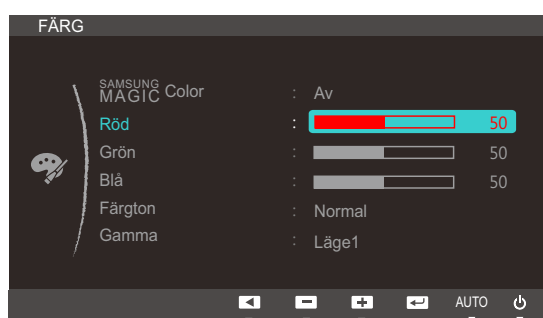 FÄRG
SAMSUNG MAGIC Color : Av
Röd : 50
Grön : 50
Blå : 50
Färgton : Normal
Gamma : Läge1
AUTO